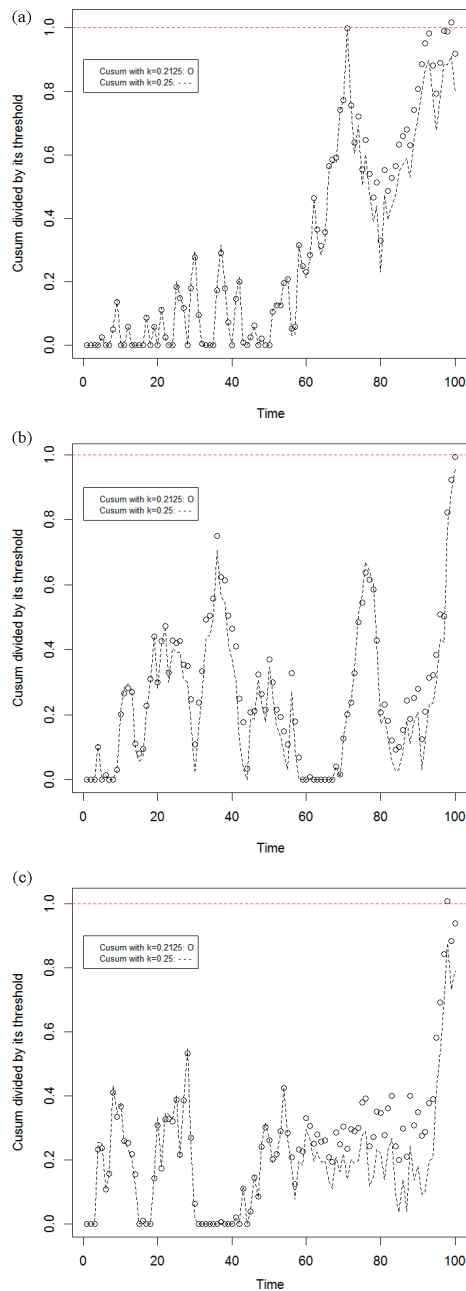 (a)
Cusum divided by its threshold
0.0 0.2 0.4 0.6 0.8 1.0
Cusum with k=0.2125: O
Cusum with k=0.25: - - -
0 20 40 60 80 100
Time
(b)
Cusum divided by its threshold
0.0 0.2 0.4 0.6 0.8 1.0
Cusum with k=0.2125: O
Cusum with k=0.25: - - -
0 20 40 60 80 100
Time
(c)
Cusum divided by its threshold
0.0 0.2 0.4 0.6 0.8 1.0
Cusum with k=0.2125: O
Cusum with k=0.25: - - -
0 20 40 60 80 100
Time